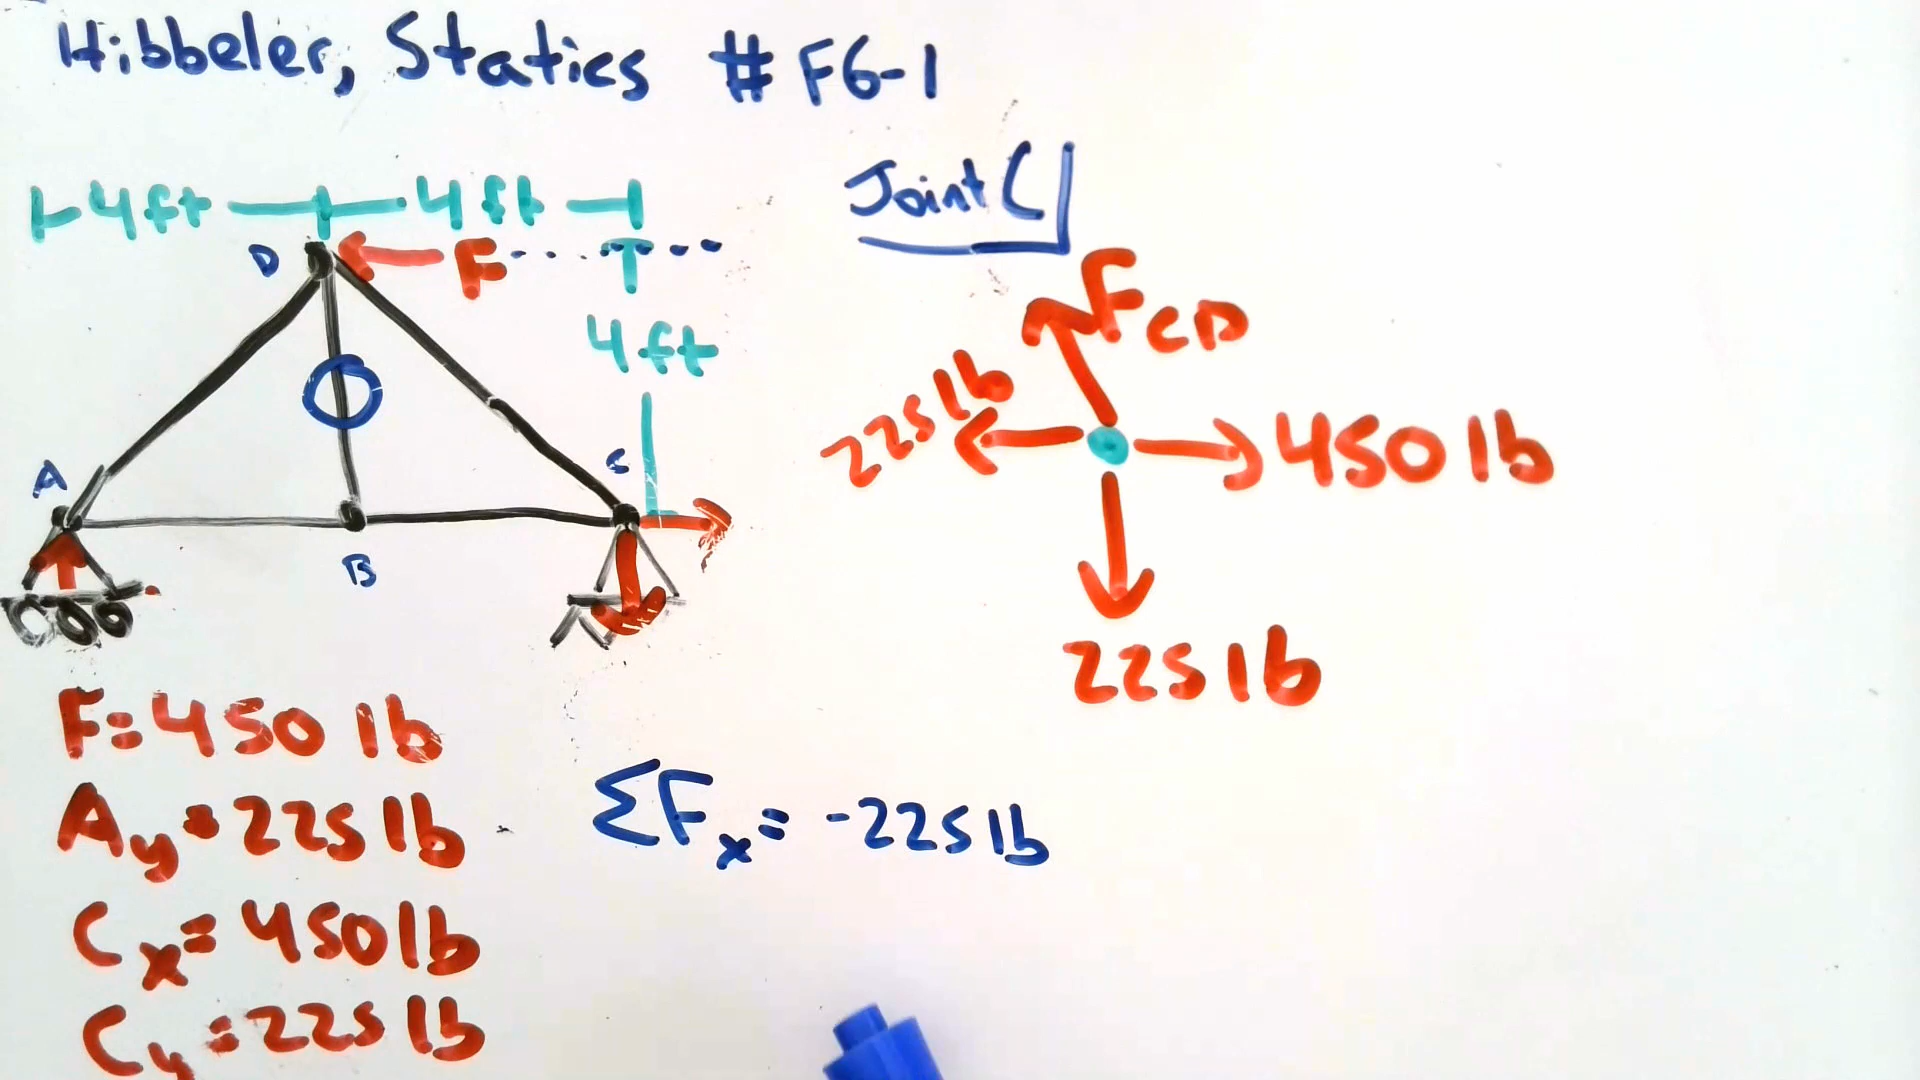 Hibbeler, Statics # F6-1
Joint C
4ft 4ft
D F
4ft
A B C
F CD
225 lb
450 lb
225 lb
F = 450 lb
Ay = 225 lb
Cx = 450 lb
Cy = 225 lb
ΣFx = -225 lb